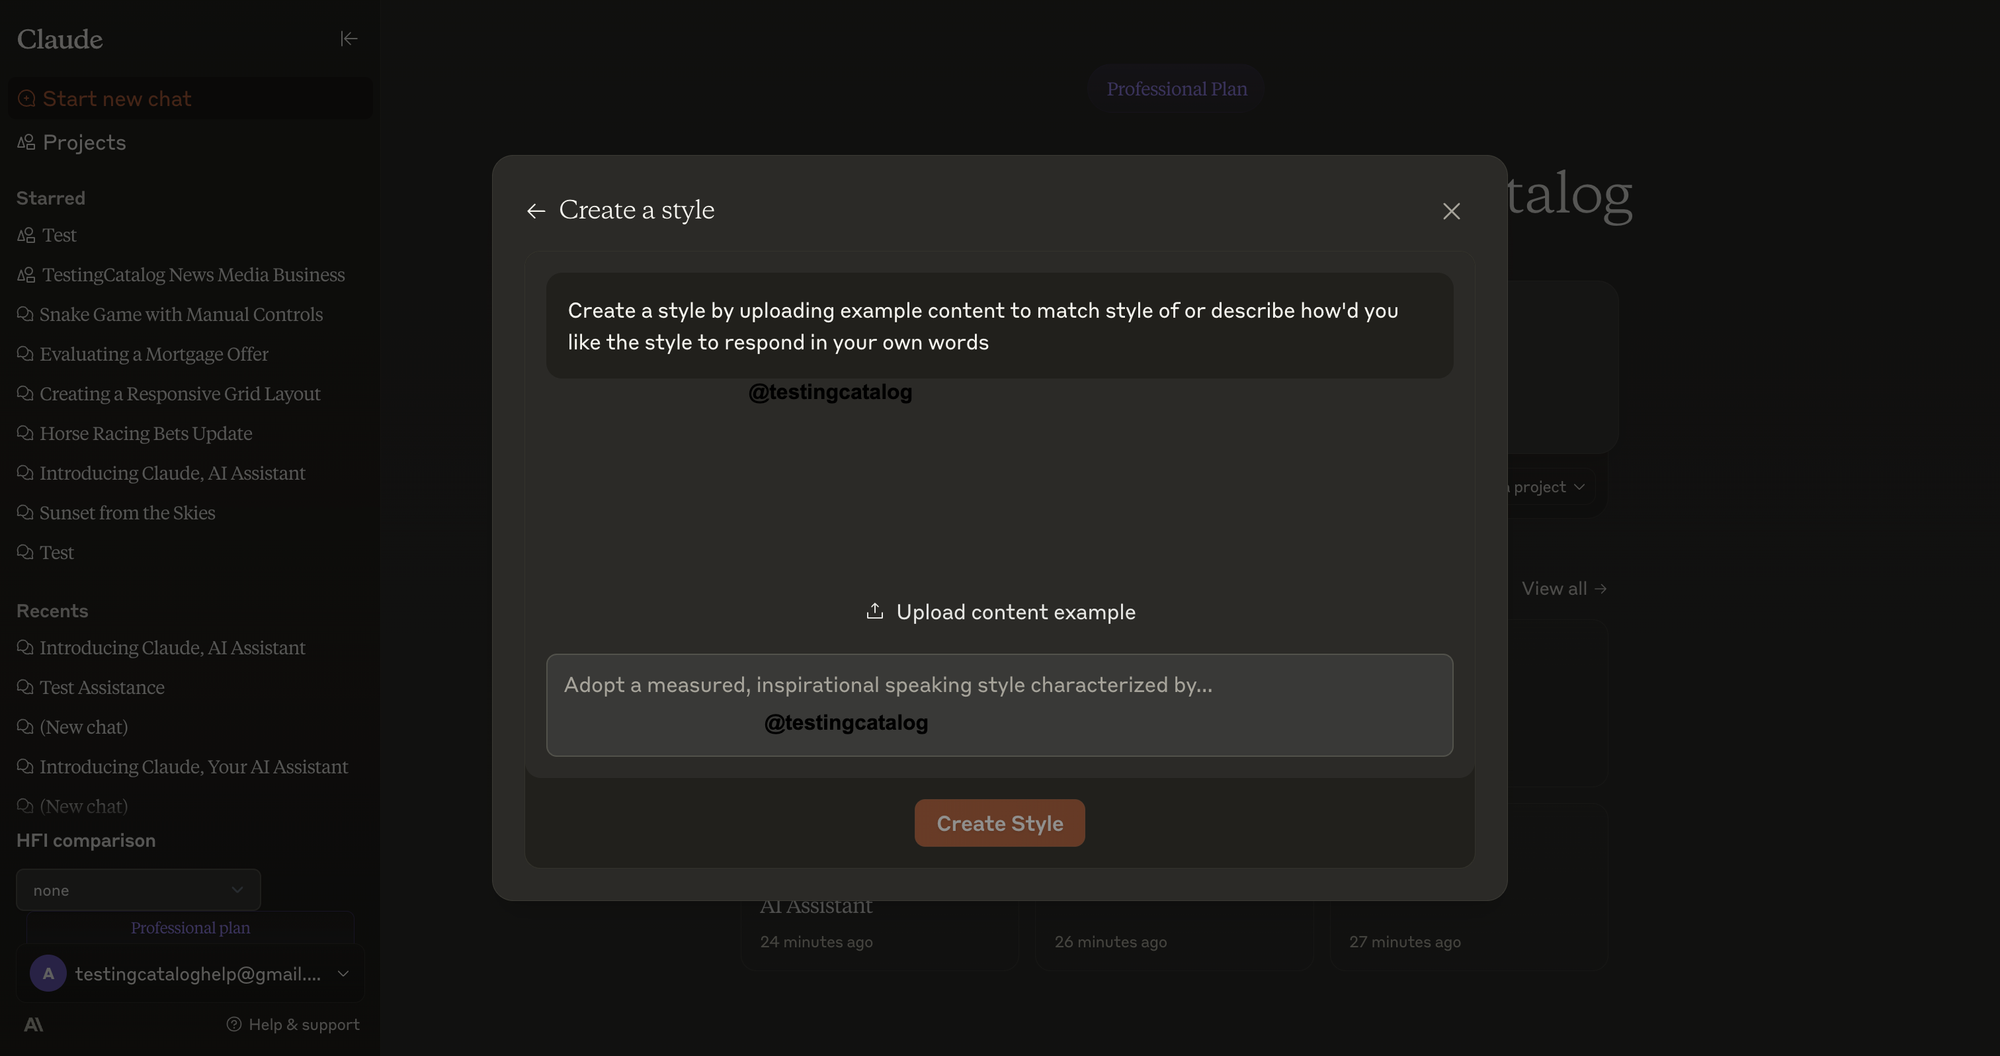 Claude
Start new chat
Projects
Starred
Test
TestingCatalog News Media Business
Snake Game with Manual Controls
Evaluating a Mortgage Offer
Creating a Responsive Grid Layout
Horse Racing Bets Update
Introducing Claude, AI Assistant
Sunset from the Skies
Test
Recents
Introducing Claude, AI Assistant
Test Assistance
(New chat)
Introducing Claude, Your AI Assistant
(New chat)
HFI comparison
none
Professional plan
A
testingcataloghelp@gmail....
Help & support
Professional Plan
talog
Create a style
Create a style by uploading example content to match style of or describe how'd you
like the style to respond in your own words
@testingcatalog
project
View all
Upload content example
Adopt a measured, inspirational speaking style characterized by...
@testingcatalog
Create Style
AI Assistant
24 minutes ago
26 minutes ago
27 minutes ago